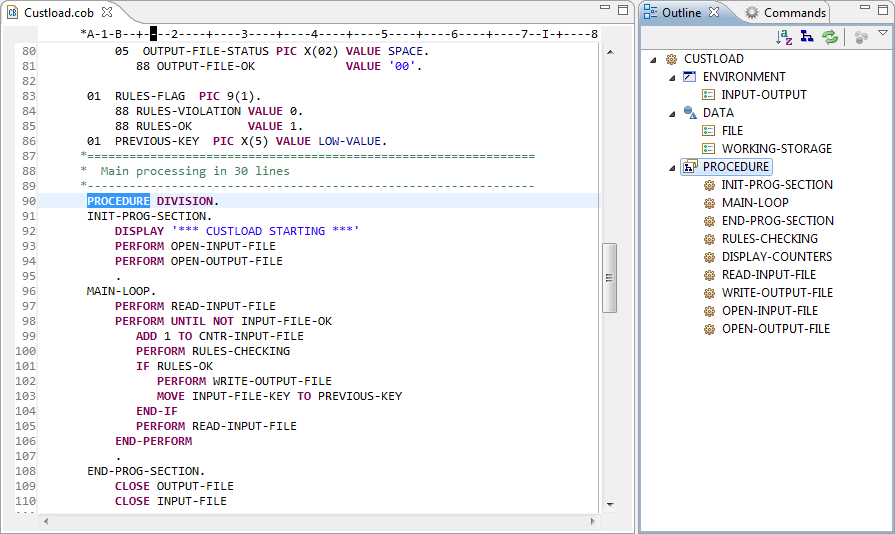 Custload.cob
*A-1-B--+----2----+----3----+----4----+----5----+----6----+----7--I-+----8
80 05 OUTPUT-FILE-STATUS PIC X(02) VALUE SPACE.
81 88 OUTPUT-FILE-OK VALUE '00'.
82
83 01 RULES-FLAG PIC 9(1).
84 88 RULES-VIOLATION VALUE 0.
85 88 RULES-OK VALUE 1.
86 01 PREVIOUS-KEY PIC X(5) VALUE LOW-VALUE.
87 *================================================================
88 * Main processing in 30 lines
89 *----------------------------------------------------------------
90 PROCEDURE DIVISION.
91 INIT-PROG-SECTION.
92 DISPLAY '*** CUSTLOAD STARTING ***'
93 PERFORM OPEN-INPUT-FILE
94 PERFORM OPEN-OUTPUT-FILE
95 .
96 MAIN-LOOP.
97 PERFORM READ-INPUT-FILE
98 PERFORM UNTIL NOT INPUT-FILE-OK
99 ADD 1 TO CNTR-INPUT-FILE
100 PERFORM RULES-CHECKING
101 IF RULES-OK
102 PERFORM WRITE-OUTPUT-FILE
103 MOVE INPUT-FILE-KEY TO PREVIOUS-KEY
104 END-IF
105 PERFORM READ-INPUT-FILE
106 END-PERFORM
107 .
108 END-PROG-SECTION.
109 CLOSE OUTPUT-FILE
110 CLOSE INPUT-FILE
Outline
Commands
CUSTLOAD
ENVIRONMENT
INPUT-OUTPUT
DATA
FILE
WORKING-STORAGE
PROCEDURE
INIT-PROG-SECTION
MAIN-LOOP
END-PROG-SECTION
RULES-CHECKING
DISPLAY-COUNTERS
READ-INPUT-FILE
WRITE-OUTPUT-FILE
OPEN-INPUT-FILE
OPEN-OUTPUT-FILE